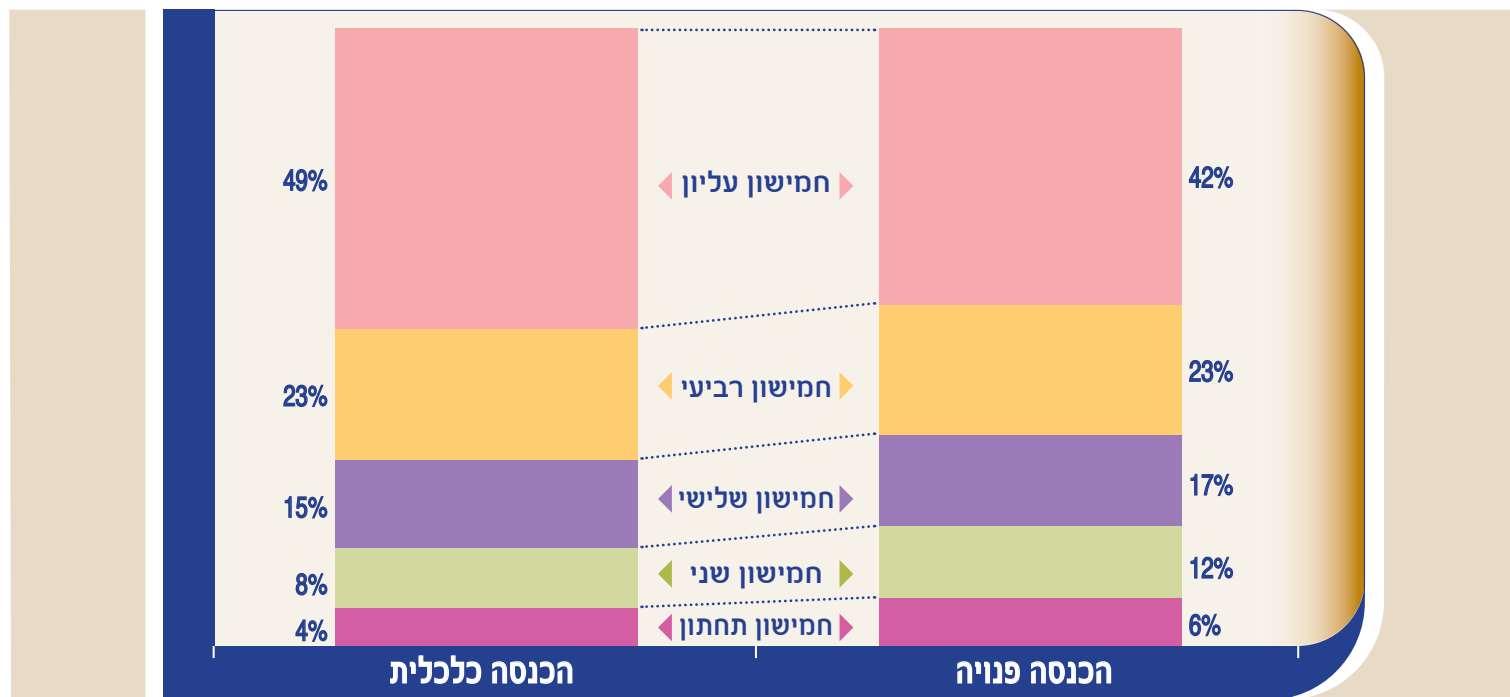 42%
חמישון עליון
49%
23%
חמישון רביעי
23%
17%
חמישון שלישי
15%
12%
חמישון שני
8%
6%
חמישון תחתון
4%
הכנסה פנויה
הכנסה כלכלית